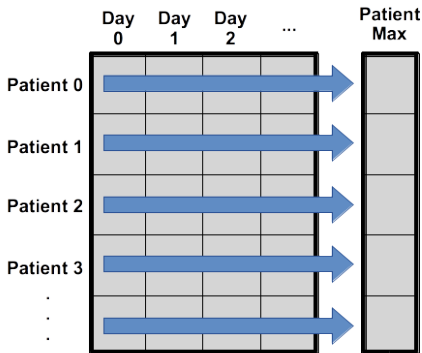 Day 0
Day 1
Day 2
...
Patient Max
Patient 0
Patient 1
Patient 2
Patient 3
.
.
.